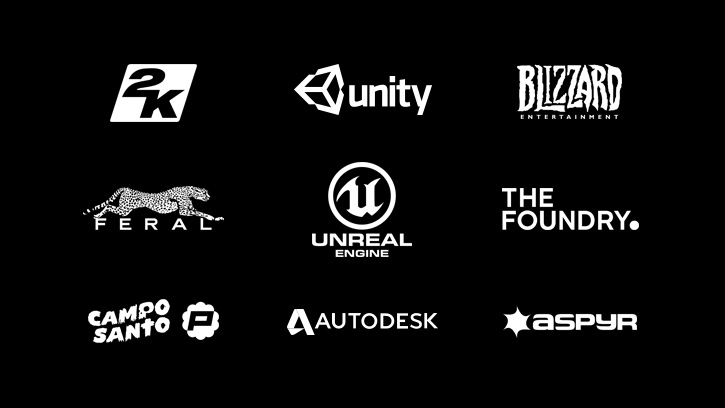 2K
unity
BLIZZARD
ENTERTAINMENT
FERAL
UNREAL
ENGINE
THE
FOUNDRY.
CAMPO
SANTO
P
AUTODESK
ASPYR